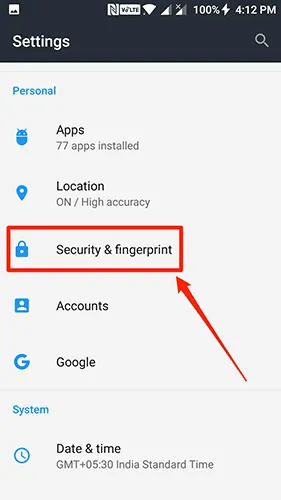 N VoLTE 100% 4:12 PM
Settings
Personal
Apps
77 apps installed
Location
ON / High accuracy
Security & fingerprint
Accounts
G Google
System
Date & time
GMT+05:30 India Standard Time